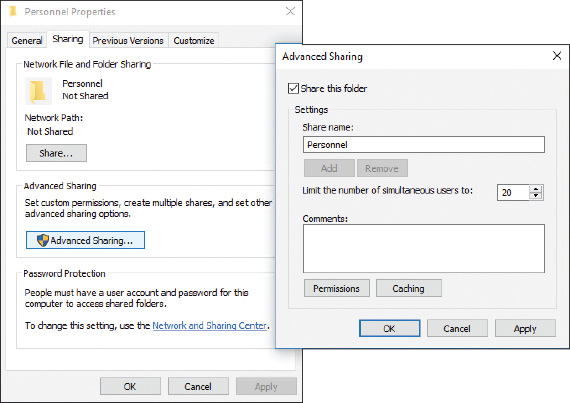 Personnel Properties
General
Sharing
Previous Versions
Customize
Network File and Folder Sharing
Personnel
Not Shared
Network Path:
Not Shared
Share...
Advanced Sharing
Set custom permissions, create multiple shares, and set other
advanced sharing options.
Advanced Sharing...
Password Protection
People must have a user account and password for this
computer to access shared folders.
To change this setting, use the Network and Sharing Center.
OK
Cancel
Apply
Advanced Sharing
Share this folder
Settings
Share name:
Personnel
Add
Remove
Limit the number of simultaneous users to:
20
Comments:
Permissions
Caching
OK
Cancel
Apply